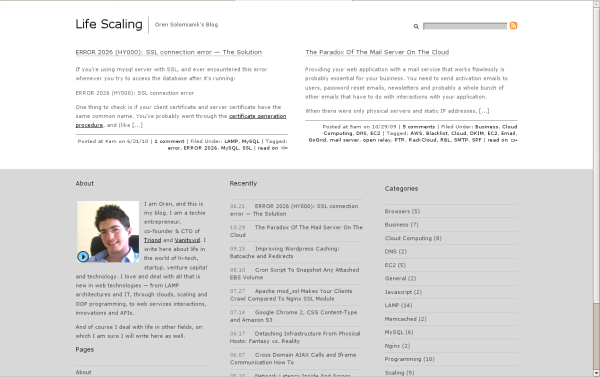 Life Scaling
Oren Solomianik's Blog
ERROR 2026 (HY000): SSL connection error — The Solution
If you're using mysql server with SSL, and ever encountered this error
whenever you try to access the database after it's running:
ERROR 2026 (HY000): SSL connection error
One thing to check is if your client certificate and server certificate have the
same common name. You've probably went through the certificate generation
procedure, and (like [...]
Posted at 4am on 6/21/10 | 1 comment | Filed Under: LAMP, MySQL | Tagged:
error, ERROR 2026, MySQL, SSL | read on
The Paradox Of The Mail Server On The Cloud
Providing your web application with a mail service that works flawlessly is
probably essential for your business. You need to send activation emails to
users, password reset emails, newsletters and probably a whole bunch of
other emails that have to do with interactions with your application.
When there were only physical servers and static IP addresses, [...]
Posted at 9am on 10/29/09 | 5 comments | Filed Under: Business, Cloud
Computing, DNS, EC2 | Tagged: AWS, Blacklist, Cloud, DKIM, EC2, Email,
GoGrid, mail server, open relay, PTR, RackCloud, RBL, SMTP, SPF | read on
About
I am Oren, and this is
my blog. I am a techie
entrepreneur,
co-founder & CTO of
Triond and Vanityvid. I
write here about life in
the world of hi-tech,
startup, venture capital
and technology. I love and deal with all that is
new in web technologies — from LAMP
architectures and IT, through clouds, scaling and
OOP programming, to web services interactions,
innovations and APIs.
And of course I deal with life in other fields, on
which I am sure I will write here as well.
Pages
About
Recently
06.21 ERROR 2026 (HY000): SSL connection
error — The Solution
10.29 The Paradox Of The Mail Server On The
Cloud
09.15 Improving Wordpress Caching:
Batcache and Redirects
08.10 Cron Script To Snapshot Any Attached
EBS Volume
07.27 Apache mod_ssl Makes Your Clients
Crawl Compared To Nginx SSL Module
07.14 Google Chrome 2, CSS Content-Type
and Amazon S3
06.17 Detaching Infrastructure From Physical
Hosts: Fantasy vs. Reality
06.07 Cross Domain AJAX Calls and Iframe
Communication How To
05.25 Network Latency Inside And Across
Categories
Browsers (5)
Business (7)
Cloud Computing (8)
DNS (2)
EC2 (5)
General (2)
Javascript (2)
LAMP (14)
Memcached (2)
MySQL (6)
Nginx (2)
Programming (10)
Scaling (5)